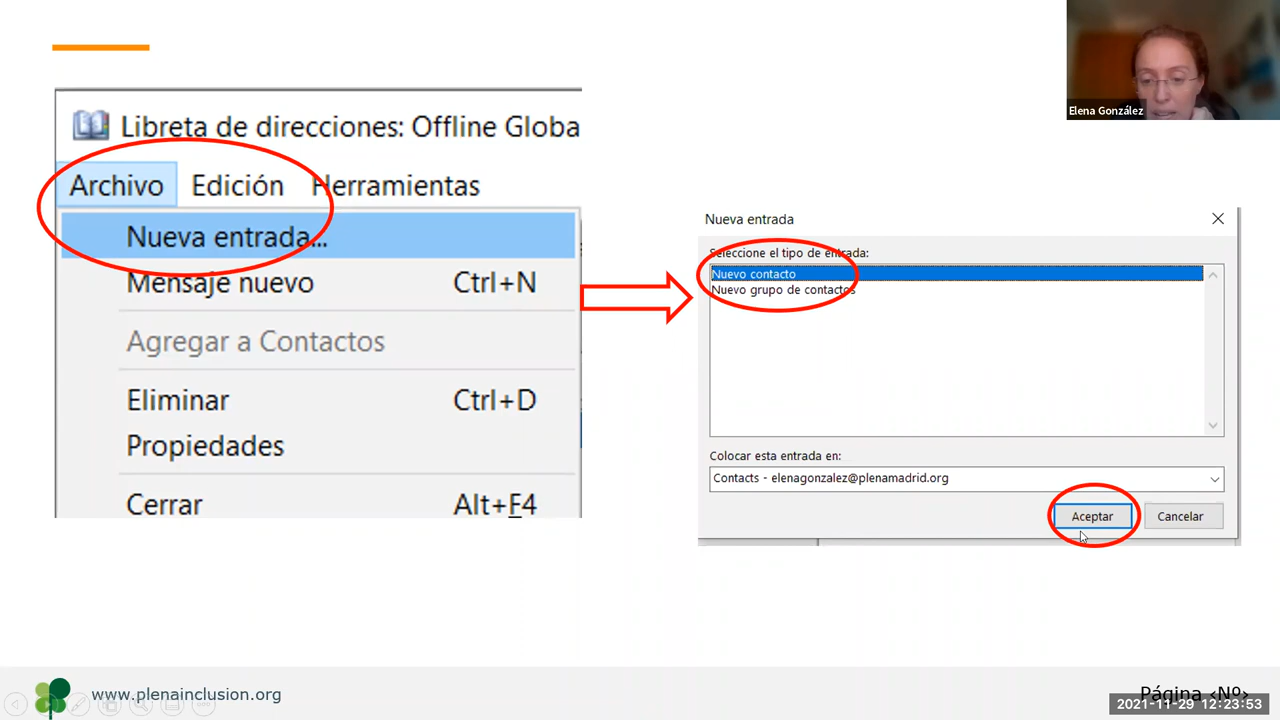 Elena González
Libreta de direcciones: Offline Globa
Archivo Edición Herramientas
Nueva entrada...
Mensaje nuevo Ctrl+N
Agregar a Contactos
Eliminar Ctrl+D
Propiedades
Cerrar Alt+F4
Nueva entrada
Seleccione el tipo de entrada:
Nuevo contacto
Nuevo grupo de contactos
Colocar esta entrada en:
Contacts - elenagonzalez@plenamadrid.org
Aceptar Cancelar
www.plenainclusion.org
Página ‹Nº›
2021-11-29 12:23:53